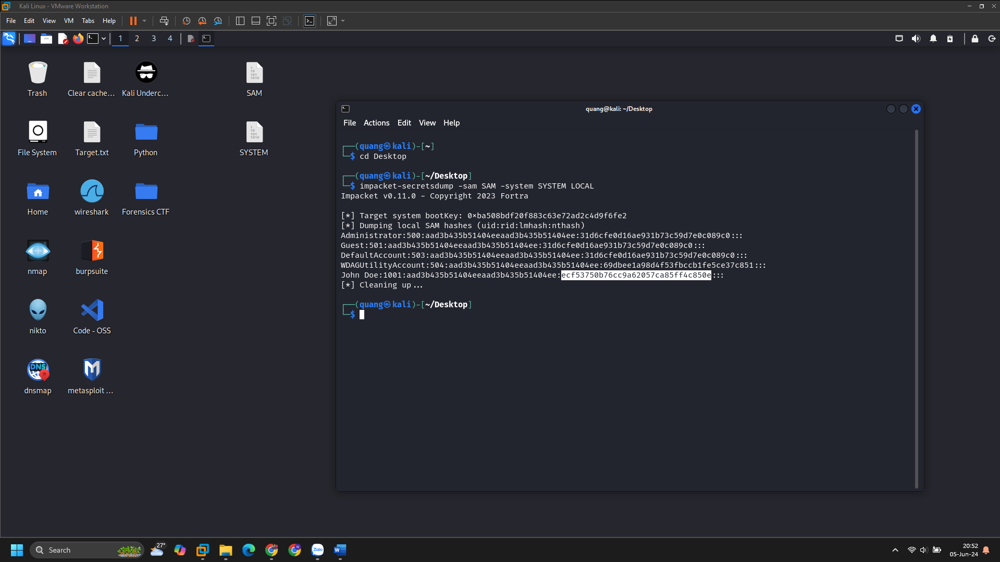 Kali Linux - VMware Workstation
File Edit View VM Tabs Help
1 2 3 4
Trash
Clear cache...
Kali Underc...
SAM
File System
Target.txt
Python
SYSTEM
Home
wireshark
Forensics CTF
nmap
burpsuite
nikto
Code - OSS
DNS
dnsmap
metasploit ...
quang@kali: ~/Desktop
File Actions Edit View Help
┌──(quang㉿kali)-[~]
└─$ cd Desktop
┌──(quang㉿kali)-[~/Desktop]
└─$ impacket-secretsdump -sam SAM -system SYSTEM LOCAL
Impacket v0.11.0 - Copyright 2023 Fortra
[*] Target system bootKey: 0×ba508bdf20f883c63e72ad2c4d9f6fe2
[*] Dumping local SAM hashes (uid:rid:lmhash:nthash)
Administrator:500:aad3b435b51404eeaad3b435b51404ee:31d6cfe0d16ae931b73c59d7e0c089c0:::
Guest:501:aad3b435b51404eeaad3b435b51404ee:31d6cfe0d16ae931b73c59d7e0c089c0:::
DefaultAccount:503:aad3b435b51404eeaad3b435b51404ee:31d6cfe0d16ae931b73c59d7e0c089c0:::
WDAGUtilityAccount:504:aad3b435b51404eeaad3b435b51404ee:69dbee1a98d4f53fbccb1fe5ce37c851:::
John Doe:1001:aad3b435b51404eeaad3b435b51404ee:ecf53750b76cc9a62057ca85ff4c850e:::
[*] Cleaning up...
┌──(quang㉿kali)-[~/Desktop]
└─$
Search
27°
Zalo
20:52
05-Jun-24